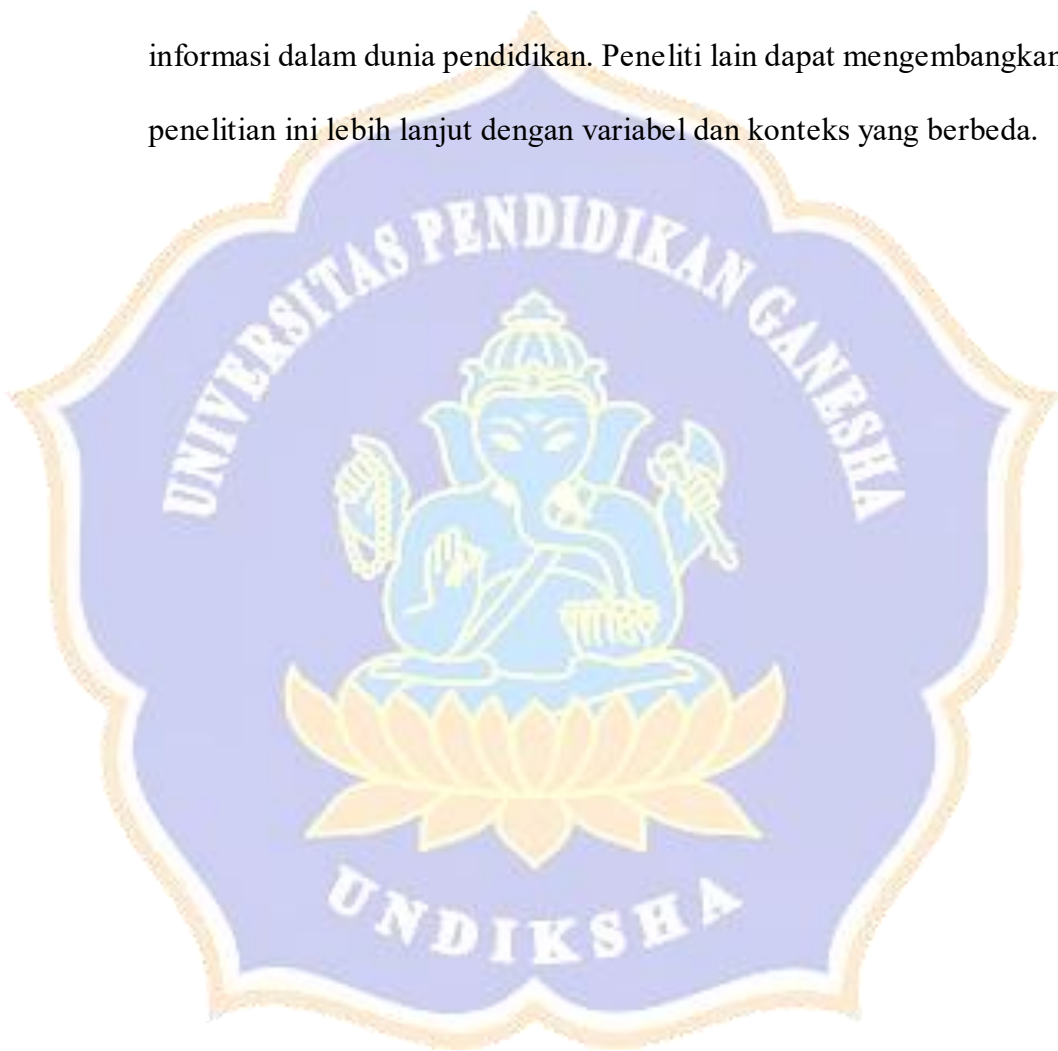 informasi dalam dunia pendidikan. Peneliti lain dapat mengembangkan
penelitian ini lebih lanjut dengan variabel dan konteks yang berbeda.
UNIVERSITAS PENDIDIKAN GANESHA
UNDIKSHA